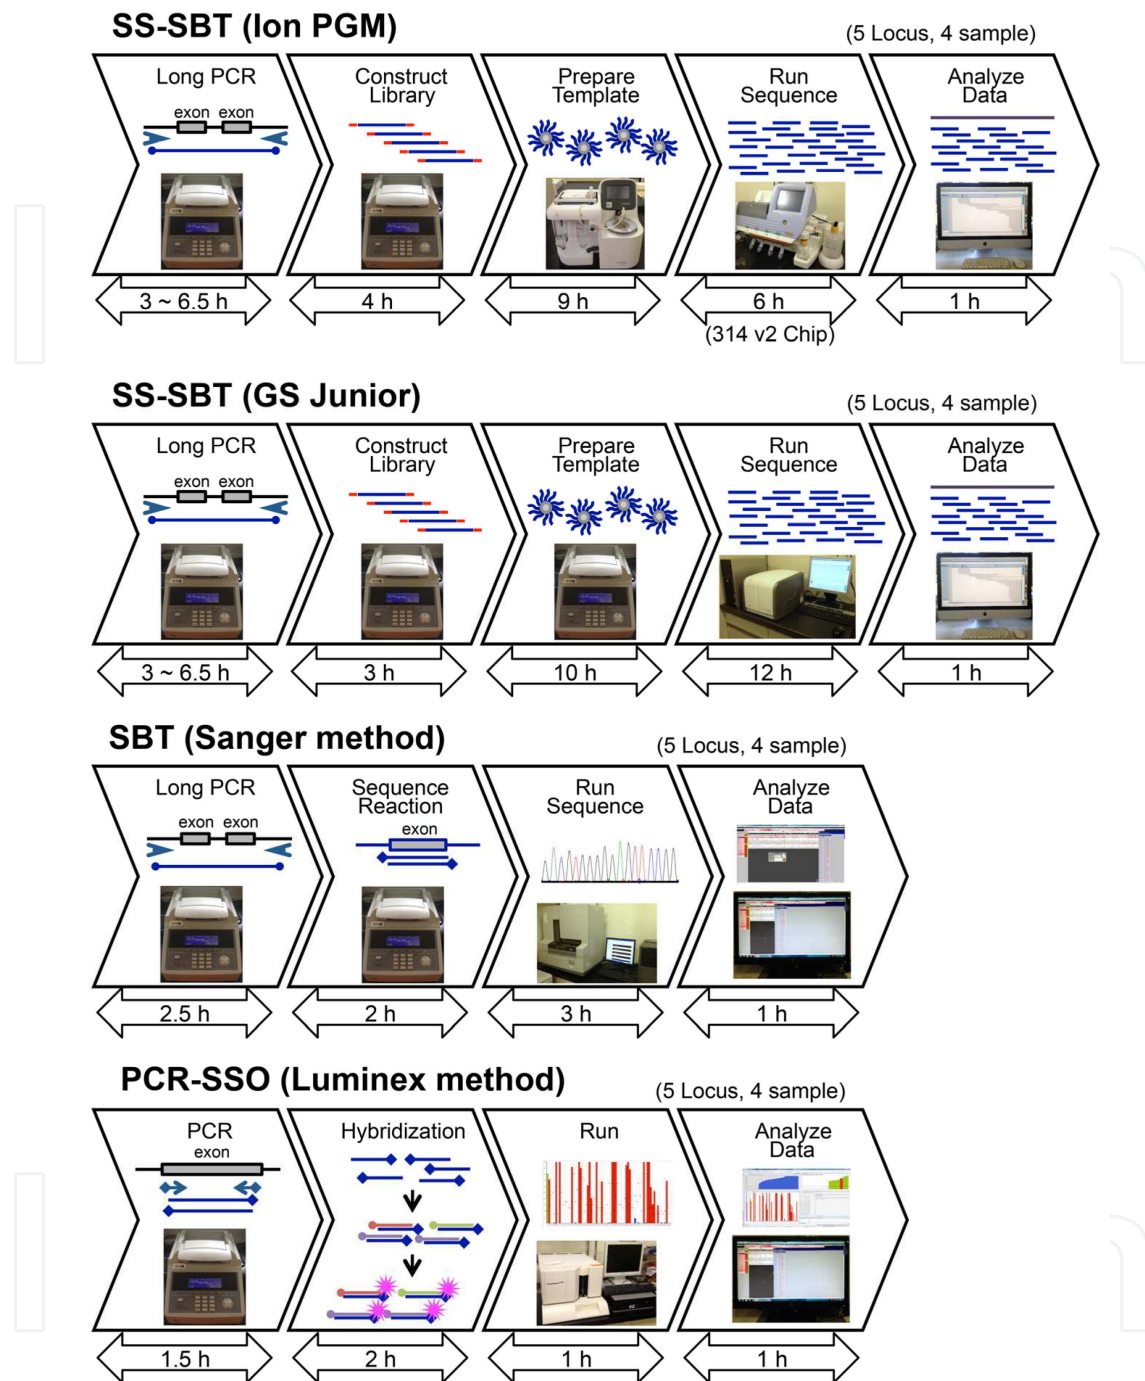 SS-SBT (Ion PGM)
(5 Locus, 4 sample)
Long PCR
exon exon
Construct
Library
Prepare
Template
Run
Sequence
Analyze
Data
3 ~ 6.5 h
4 h
9 h
6 h
1 h
(314 v2 Chip)
SS-SBT (GS Junior)
(5 Locus, 4 sample)
Long PCR
exon exon
Construct
Library
Prepare
Template
Run
Sequence
Analyze
Data
3 ~ 6.5 h
3 h
10 h
12 h
1 h
SBT (Sanger method)
(5 Locus, 4 sample)
Long PCR
exon exon
Sequence
Reaction
exon
Run
Sequence
Analyze
Data
2.5 h
2 h
3 h
1 h
PCR-SSO (Luminex method)
(5 Locus, 4 sample)
PCR
exon
Hybridization
Run
Analyze
Data
1.5 h
2 h
1 h
1 h